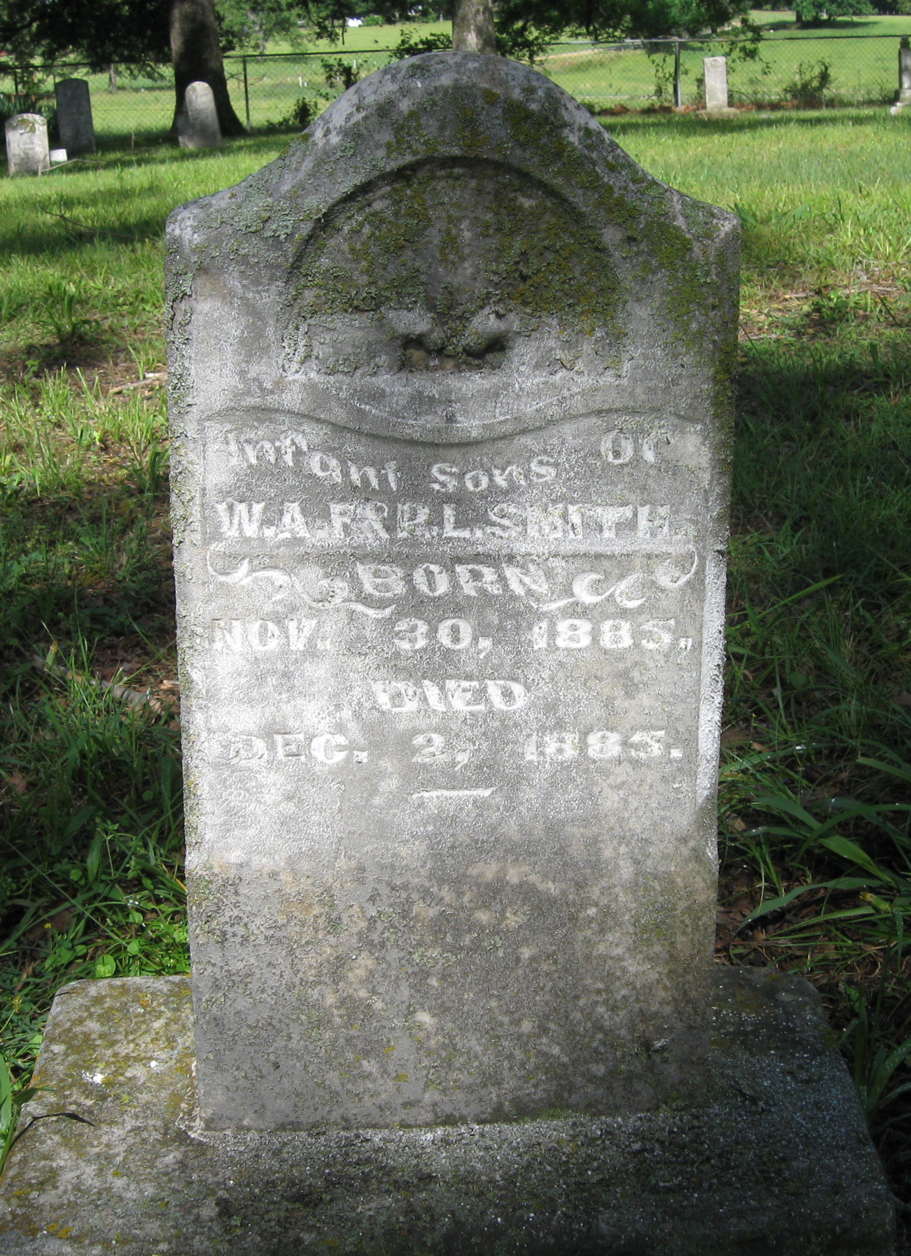 Infant Sons Of
W.A.F. & P.L. SMITH.
BORN
NOV. 30, 1885.
DIED
DEC. 2, 1885.